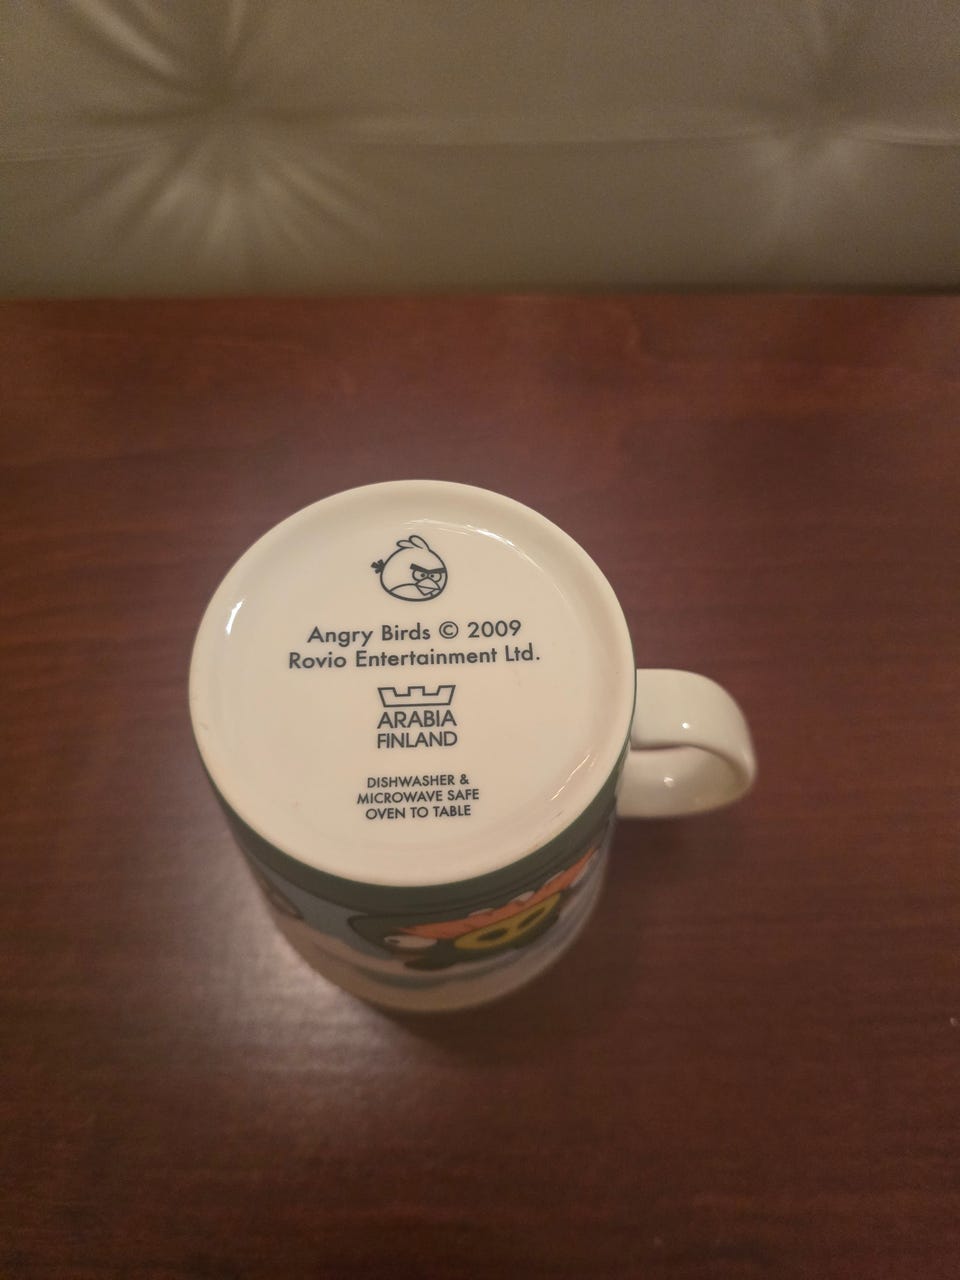 Angry Birds © 2009
Rovio Entertainment Ltd.
ARABIA
FINLAND
DISHWASHER &
MICROWAVE SAFE
OVEN TO TABLE